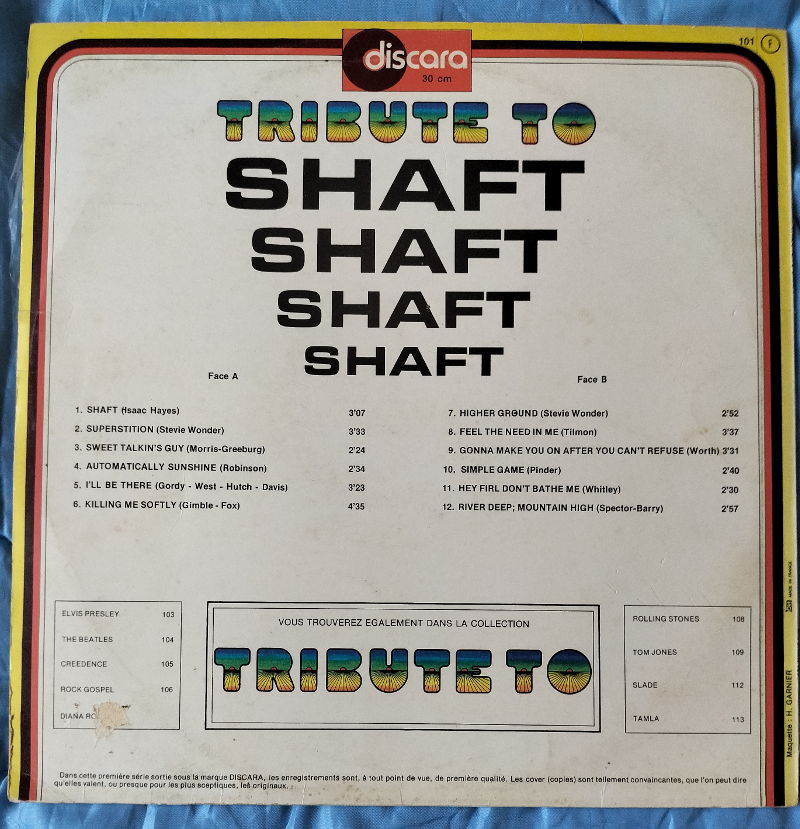 101 F
discara
30 cm
TRIBUTE TO
SHAFT
SHAFT
SHAFT
SHAFT
Face A
1. SHAFT (Isaac Hayes) 3'07
2. SUPERSTITION (Stevie Wonder) 3'33
3. SWEET TALKIN'S GUY (Morris-Greeburg) 2'24
4. AUTOMATICALLY SUNSHINE (Robinson) 2'34
5. I'LL BE THERE (Gordy - West - Hutch - Davis) 3'23
6. KILLING ME SOFTLY (Gimble - Fox) 4'35
Face B
7. HIGHER GROUND (Stevie Wonder) 2'52
8. FEEL THE NEED IN ME (Tilmon) 3'37
9. GONNA MAKE YOU ON AFTER YOU CAN'T REFUSE (Worth) 3'31
10. SIMPLE GAME (Pinder) 2'40
11. HEY FIRL DON'T BATHE ME (Whitley) 2'30
12. RIVER DEEP; MOUNTAIN HIGH (Spector-Barry) 2'57
ELVIS PRESLEY 103
THE BEATLES 104
CREEDENCE 105
ROCK GOSPEL 106
DIANA
VOUS TROUVEREZ EGALEMENT DANS LA COLLECTION
TRIBUTE TO
ROLLING STONES 108
TOM JONES 109
SLADE 112
TAMLA 113
Maquette : H. GARNIER
MADE IN FRANCE
Dans cette première série sortie sous la marque DISCARA, les enregistrements sont, à tout point de vue, de première qualité. Les cover (copies) sont tellement convaincantes, que l'on peut dire
qu'elles valent, ou presque pour les plus sceptiques, les originaux.